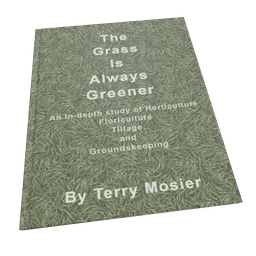 The
Grass
Is
Always
Greener
An In-depth study of Horticulture
Floriculture
Tillage
and
Groundskeeping
By Terry Mosier